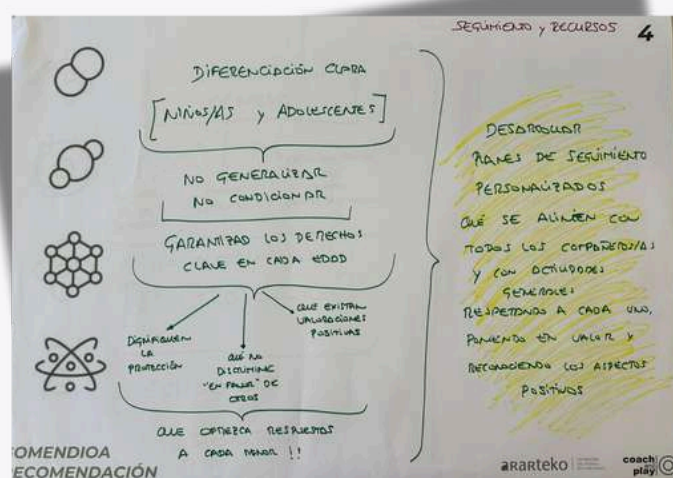 SEGUIMIENTO y RECURSOS 4
DIFERENCIACIÓN CLARA
[NIÑOS/AS y ADOLESCENTES]
NO GENERALIZAR
NO CONDICIONAR
GARANTIZAD LOS DERECHOS
CLAVE EN CADA EDAD
DIGNIFIQUEN
LA
PROTECCIÓN
QUE NO
DISCRIMINE
"EN FAVOR" DE
OTROS
QUE EXISTAN
VALORACIONES
POSITIVAS
QUE OFREZCA RESPUESTAS
A CADA MENOR !!
DESARROLLAR
PLANES DE SEGUIMIENTO
PERSONALIZADOS
QUE SE ALINIEN CON
TODOS LOS COMPAÑEROS/AS
Y CON ACTIVIDADES
GENERALES
RESPETANDO A CADA UNO,
PONIENDO EN VALOR Y
RECONOCIENDO LOS ASPECTOS
POSITIVOS
OMENDIOA
ECOMENDACIÓN
ararteko
coach
play